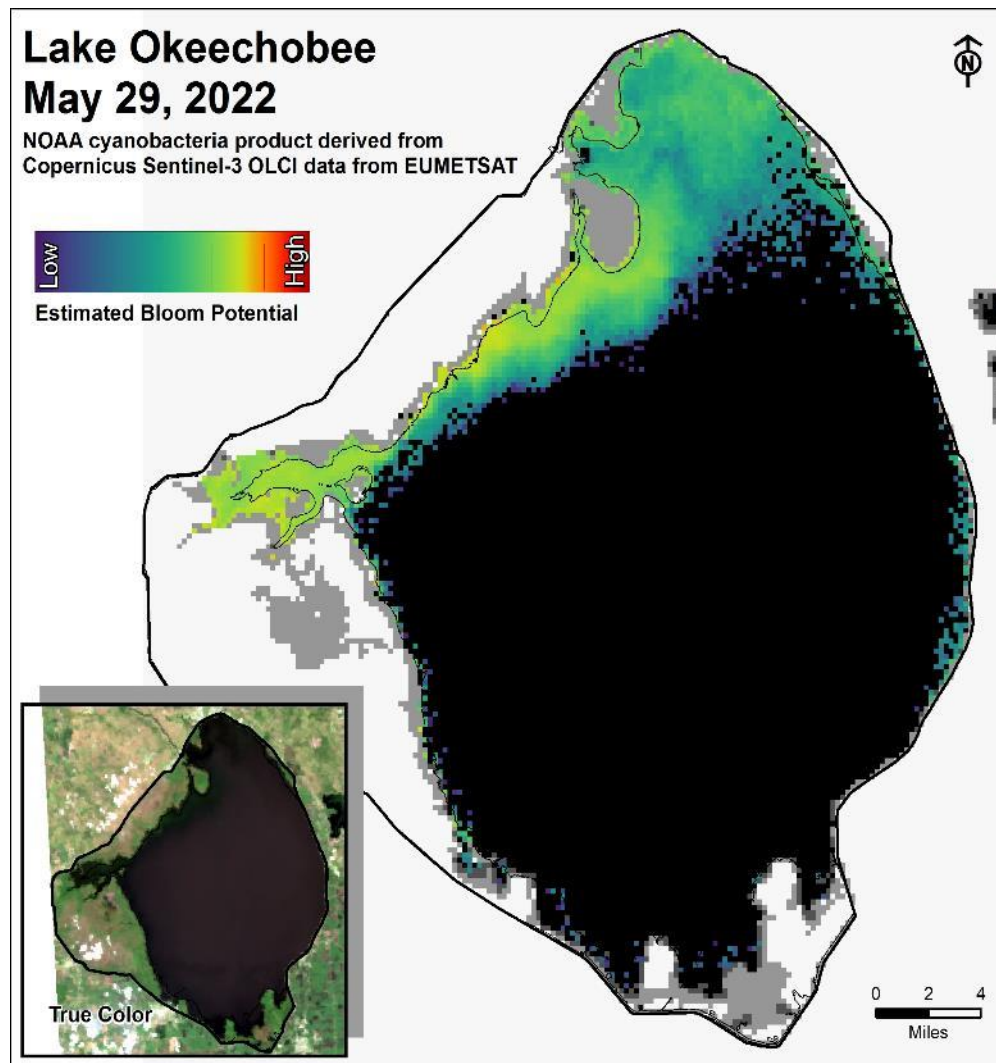 Lake Okeechobee
May 29, 2022
NOAA cyanobacteria product derived from
Copernicus Sentinel-3 OLCI data from EUMETSAT
N
Low
High
Estimated Bloom Potential
True Color
0 2 4
Miles